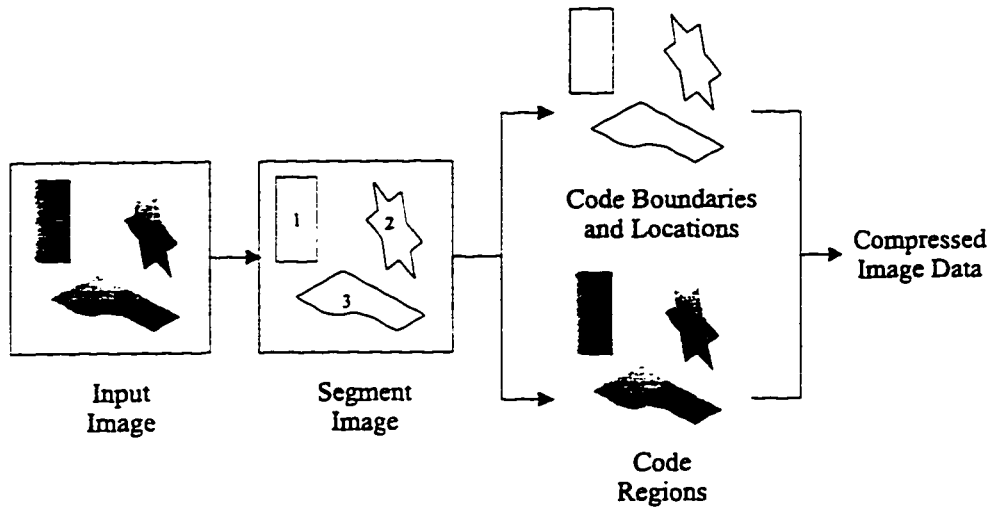 1
2
3
Input
Image
Segment
Image
Code Boundaries
and Locations
Code
Regions
Compressed
Image Data